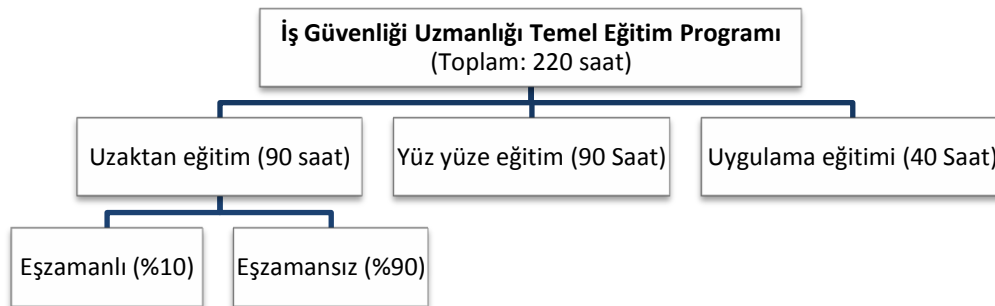 İş Güvenliği Uzmanlığı Temel Eğitim Programı
(Toplam: 220 saat)
Uzaktan eğitim (90 saat)
Yüz yüze eğitim (90 Saat)
Uygulama eğitimi (40 Saat)
Eşzamanlı (%10)
Eşzamansız (%90)